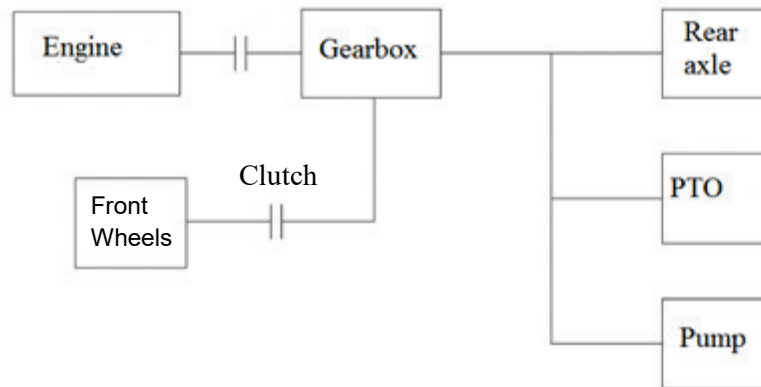 Engine
Gearbox
Rear
axle
Clutch
Front
Wheels
PTO
Pump